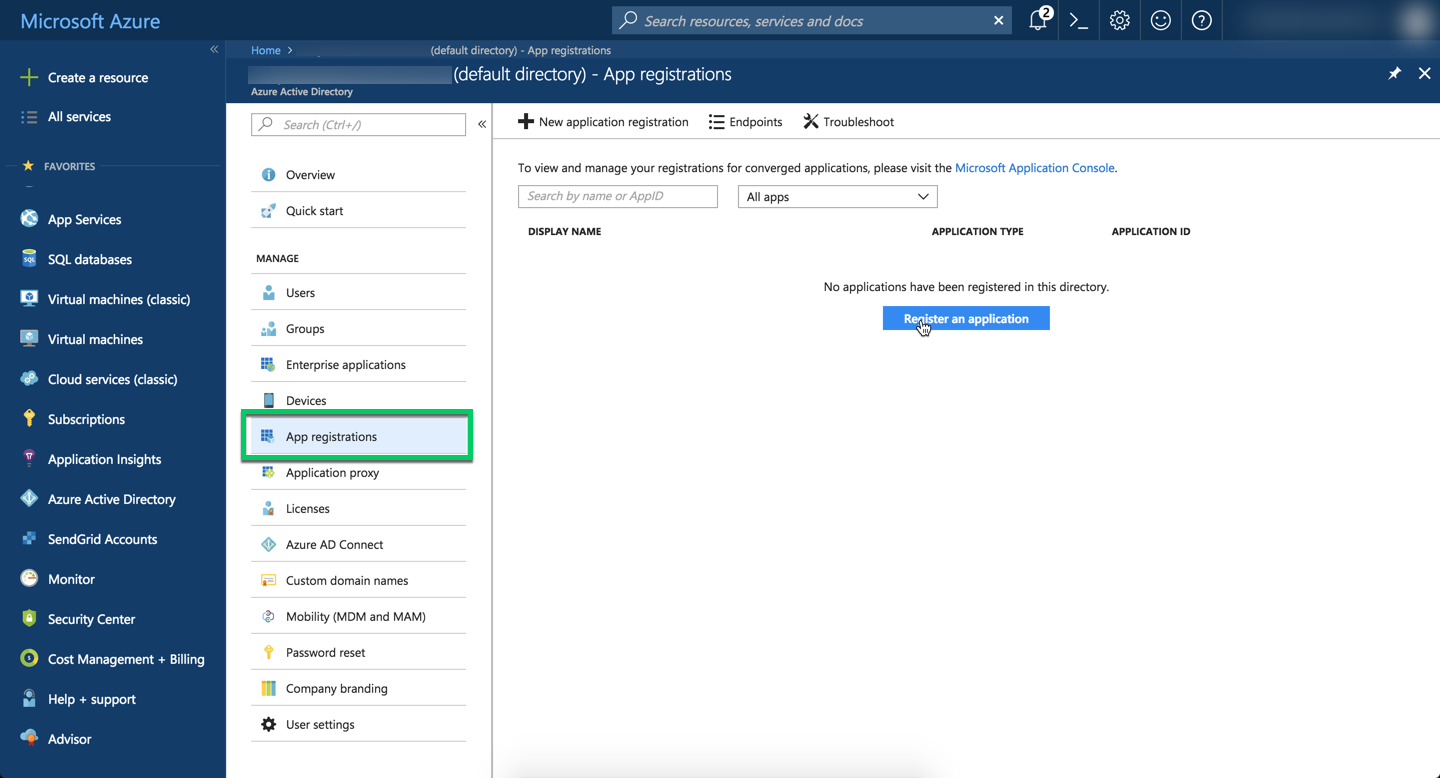 Microsoft Azure
Search resources, services and docs
2
Home > (default directory) - App registrations
(default directory) - App registrations
Azure Active Directory
Create a resource
All services
FAVORITES
App Services
SQL databases
Virtual machines (classic)
Virtual machines
Cloud services (classic)
Subscriptions
Application Insights
Azure Active Directory
SendGrid Accounts
Monitor
Security Center
Cost Management + Billing
Help + support
Advisor
Search (Ctrl+/)
Overview
Quick start
MANAGE
Users
Groups
Enterprise applications
Devices
App registrations
Application proxy
Licenses
Azure AD Connect
Custom domain names
Mobility (MDM and MAM)
Password reset
Company branding
User settings
New application registration Endpoints Troubleshoot
To view and manage your registrations for converged applications, please visit the Microsoft Application Console.
Search by name or AppID All apps
DISPLAY NAME APPLICATION TYPE APPLICATION ID
No applications have been registered in this directory.
Register an application